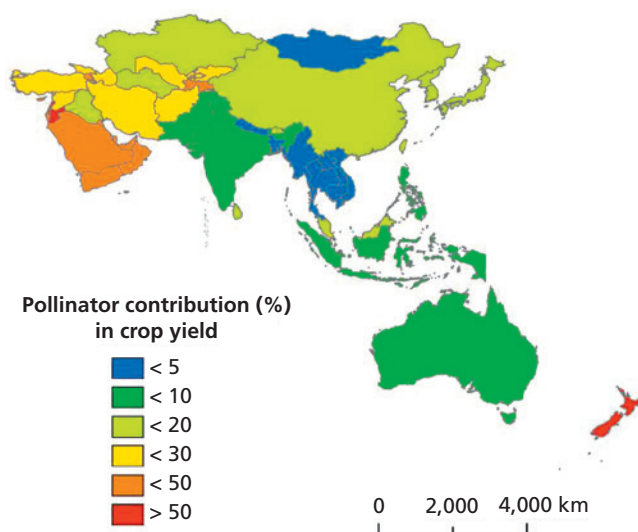 Pollinator contribution (%)
in crop yield
< 5
< 10
< 20
< 30
< 50
> 50
0 2,000 4,000 km